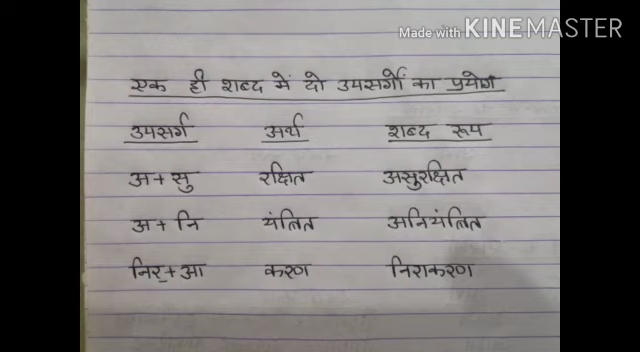 Made with KINEMASTER
एक ही शब्द में दो उपसर्गों का प्रयोग
उपसर्ग अर्थ शब्द रूप
अ + सु रक्षित असुरक्षित
अ + नि यंत्रित अनियंत्रित
निर् + आ करण निराकरण